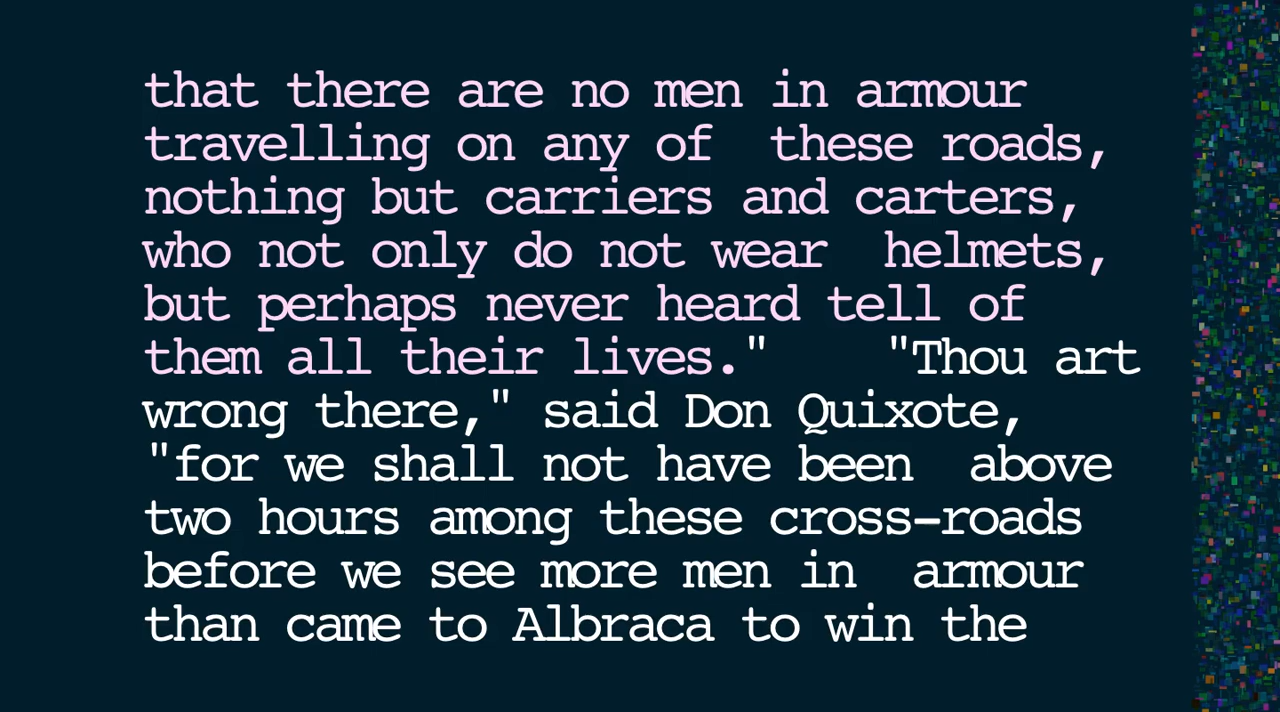 that there are no men in armour
travelling on any of  these roads,
nothing but carriers and carters,
who not only do not wear  helmets,
but perhaps never heard tell of
them all their lives."    "Thou art
wrong there," said Don Quixote,
"for we shall not have been  above
two hours among these cross-roads
before we see more men in  armour
than came to Albraca to win the